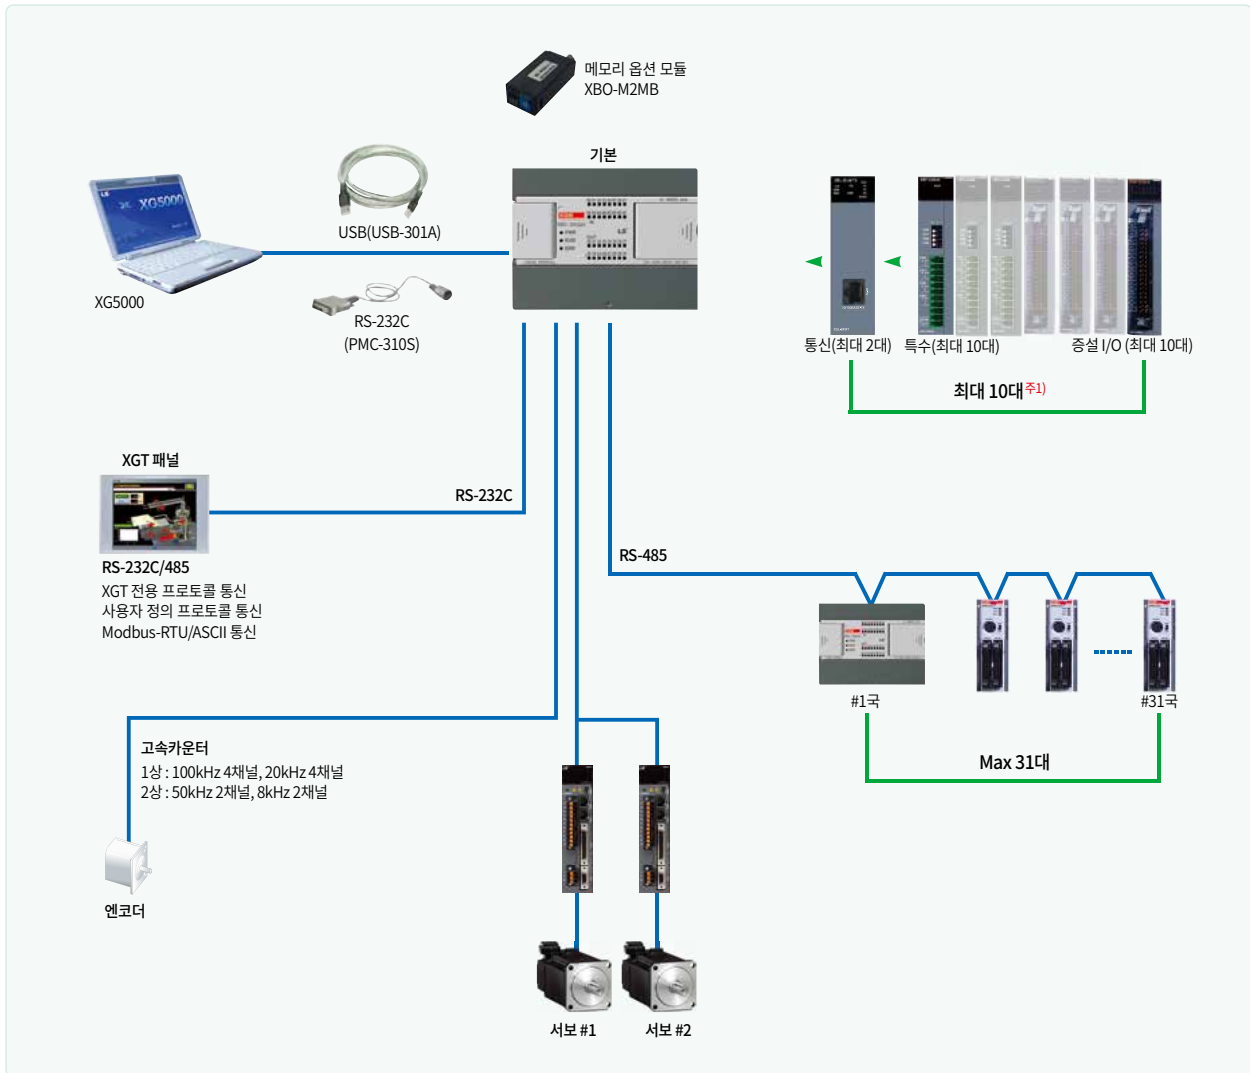 메모리 옵션 모듈
XBO-M2MB
기본
XG5000
USB(USB-301A)
XG5000
RS-232C
(PMC-310S)
통신(최대 2대)
특수(최대 10대)
증설 I/O (최대 10대)
최대 10대주1)
XGT 패널
RS-232C
RS-232C/485
XGT 전용 프로토콜 통신
사용자 정의 프로토콜 통신
Modbus-RTU/ASCII 통신
RS-485
#1국
#31국
Max 31대
고속카운터
1상 : 100kHz 4채널, 20kHz 4채널
2상 : 50kHz 2채널, 8kHz 2채널
엔코더
서보 #1
서보 #2